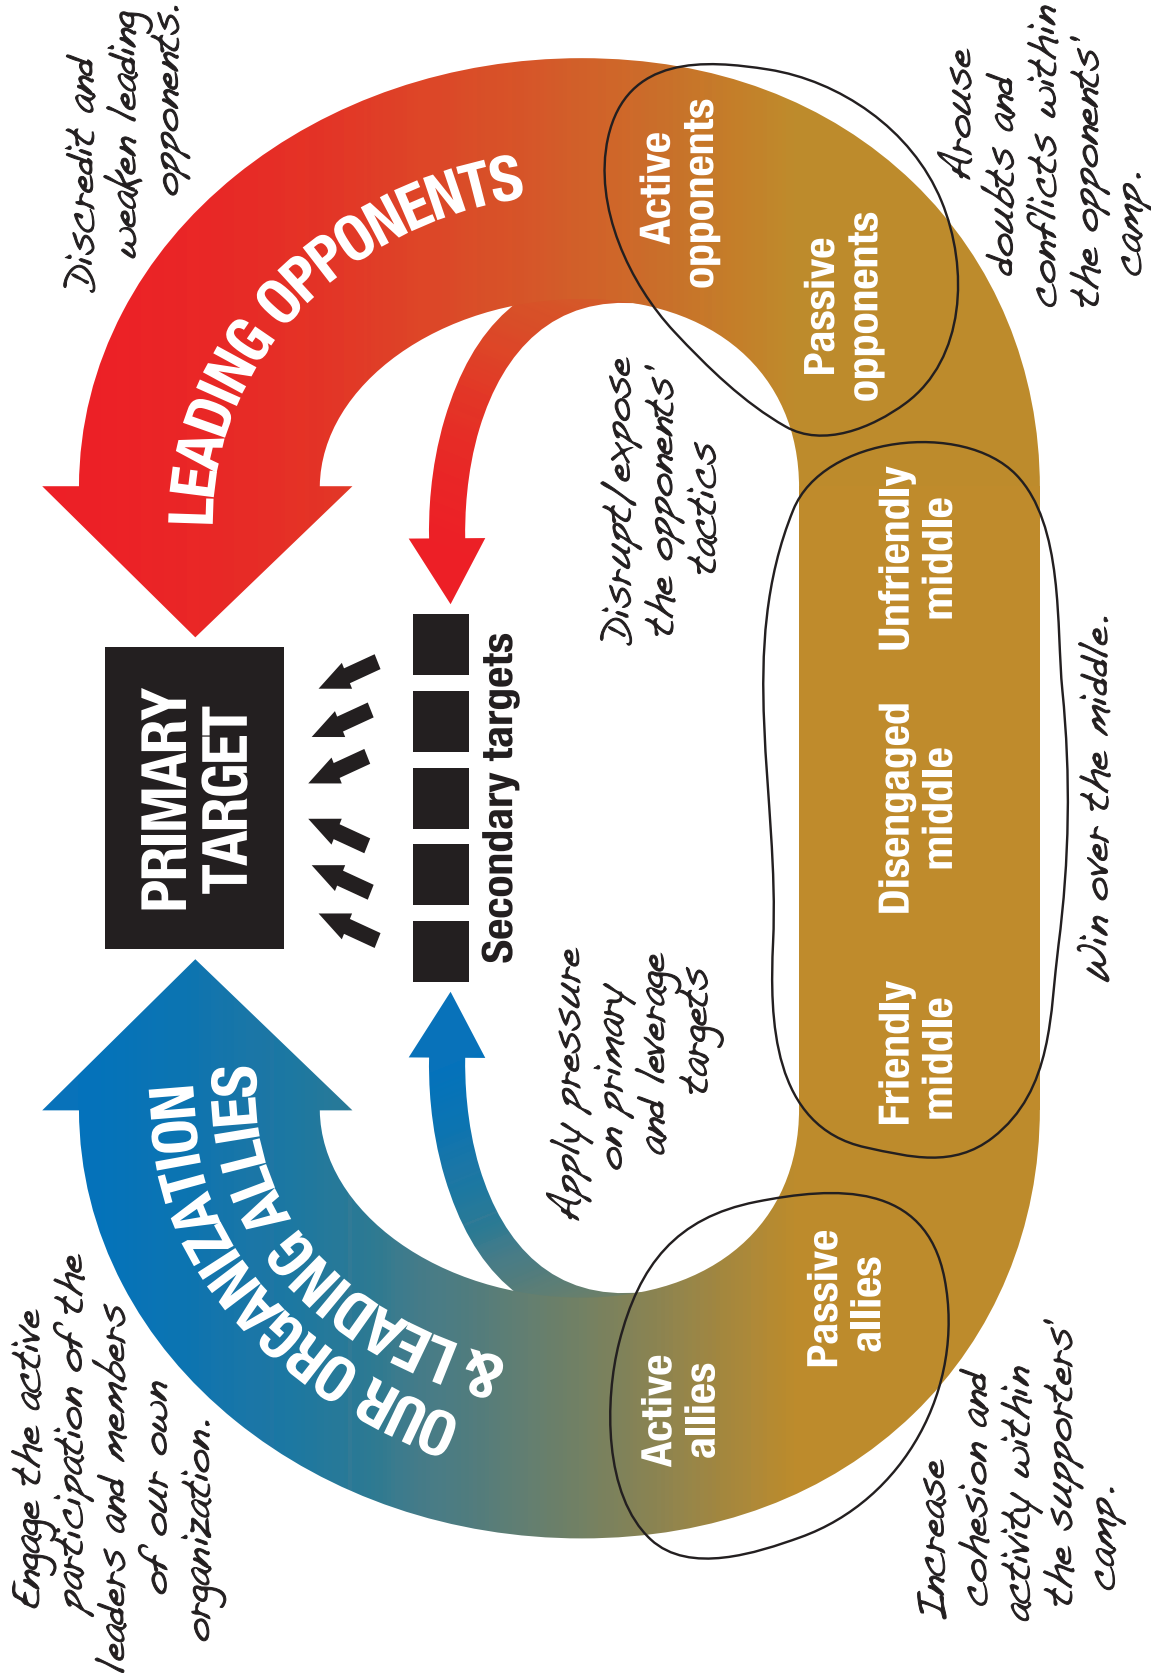 Engage the active
participation of the
leaders and members
of our own
organization.
Discredit and
weaken leading
opponents.
PRIMARY
TARGET
OUR ORGANIZATION
& LEADING ALLIES
LEADING OPPONENTS
Secondary targets
Apply pressure
on primary
and leverage
targets
Disrupt/expose
the opponents'
tactics
Active
allies
Active
opponents
Passive
allies
Passive
opponents
Friendly
middle
Disengaged
middle
Unfriendly
middle
Increase
cohesion and
activity within
the supporters'
camp.
Win over the middle.
Arouse
doubts and
conflicts within
the opponents'
camp.